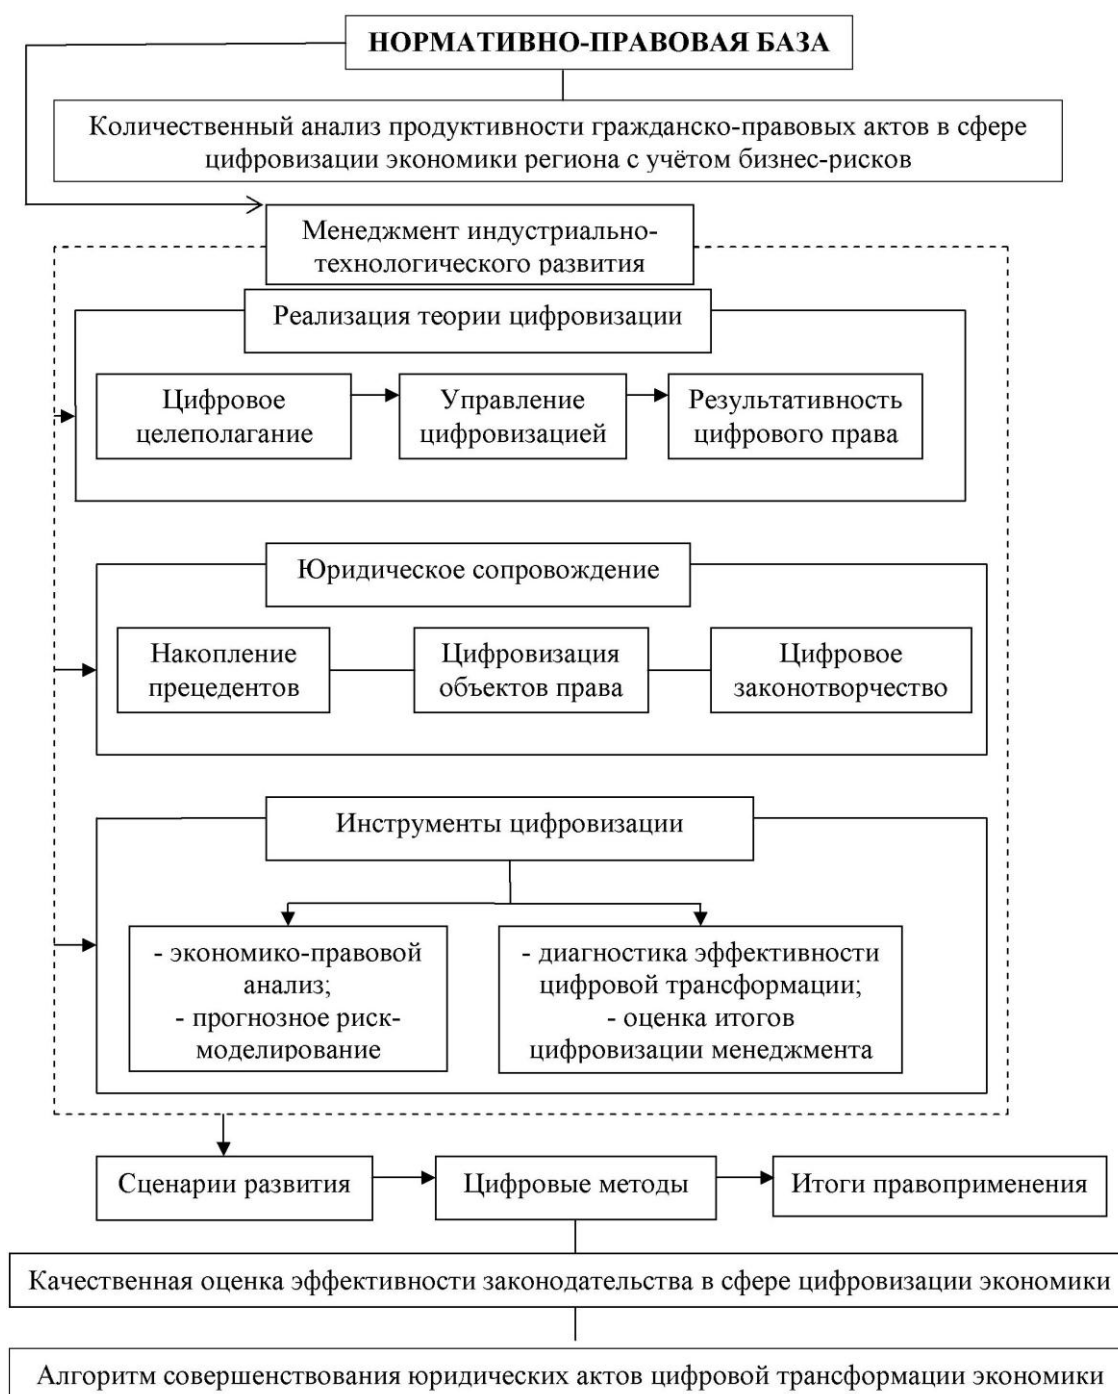 НОРМАТИВНО-ПРАВОВАЯ БАЗА
Количественный анализ продуктивности гражданско-правовых актов в сфере
цифровизации экономики региона с учётом бизнес-рисков
Менеджмент индустриально-
технологического развития
Реализация теории цифровизации
Цифровое
целеполагание
Управление
цифровизацией
Результативность
цифрового права
Юридическое сопровождение
Накопление
прецедентов
Цифровизация
объектов права
Цифровое
законотворчество
Инструменты цифровизации
- экономико-правовой
анализ;
- прогнозное риск-
моделирование
- диагностика эффективности
цифровой трансформации;
- оценка итогов
цифровизации менеджмента
Сценарии развития
Цифровые методы
Итоги правоприменения
Качественная оценка эффективности законодательства в сфере цифровизации экономики
Алгоритм совершенствования юридических актов цифровой трансформации экономики